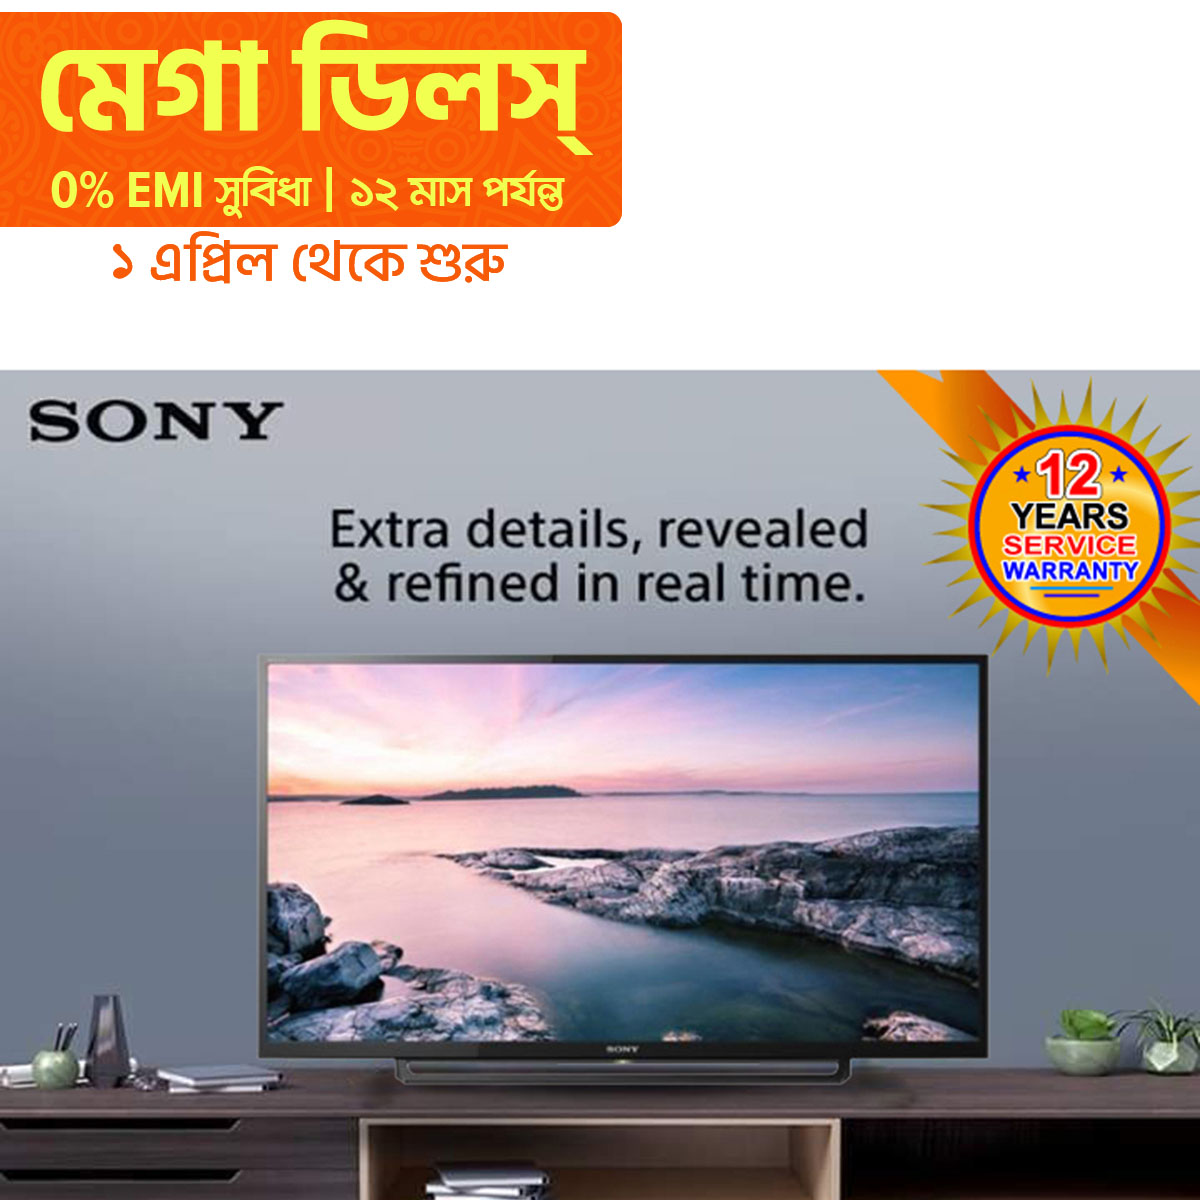 মেগা ডিলস্
0% EMI সুবিধা | ১২ মাস পর্যন্ত
১ এপ্রিল থেকে শুরু
SONY
12
YEARS
SERVICE
WARRANTY
Extra details, revealed
& refined in real time.
SONY